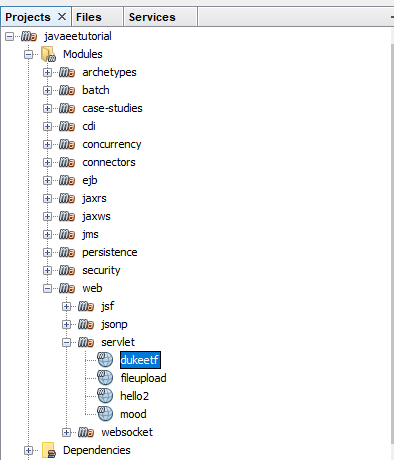 Projects Files Services
javaeetutorial
Modules
archetypes
batch
case-studies
cdi
concurrency
connectors
ejb
jaxrs
jaxws
jms
persistence
security
web
jsf
jsonp
servlet
dukeetf
fileupload
hello2
mood
websocket
Dependencies